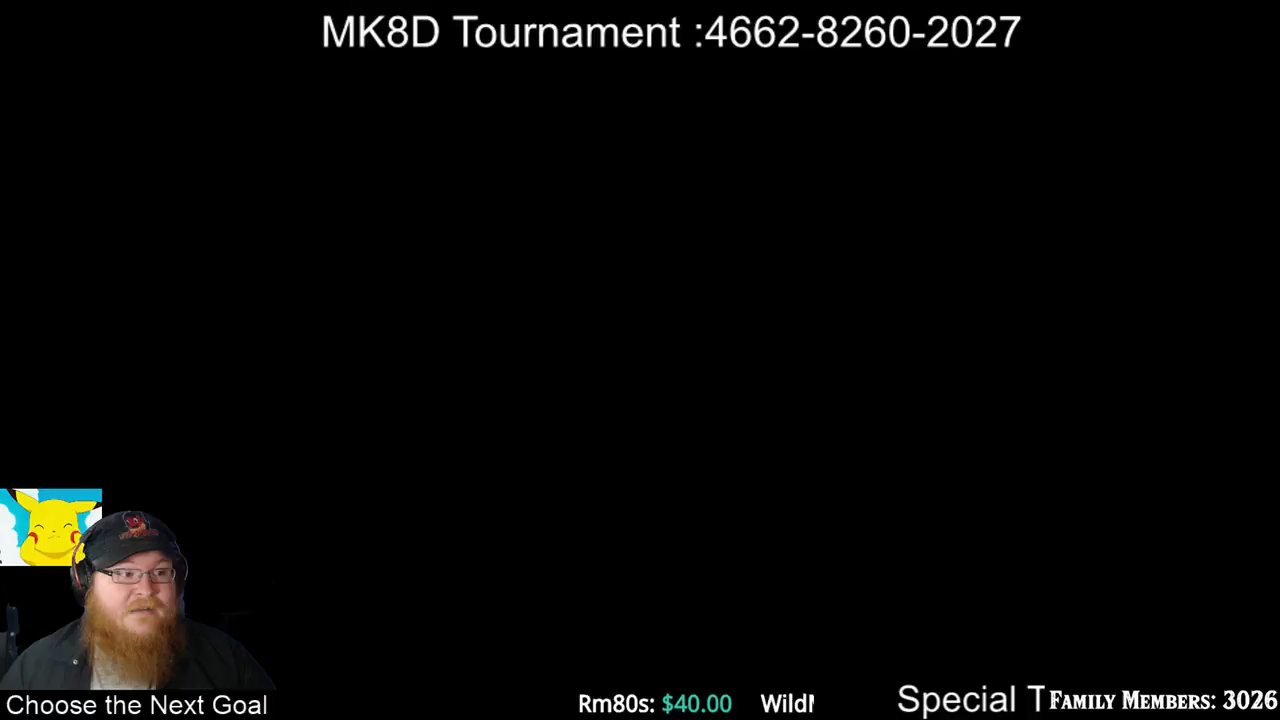 MK8D Tournament :4662-8260-2027
Choose the Next Goal
Rm80s: $40.00
Special T
FAMILY MEMBERS: 3026